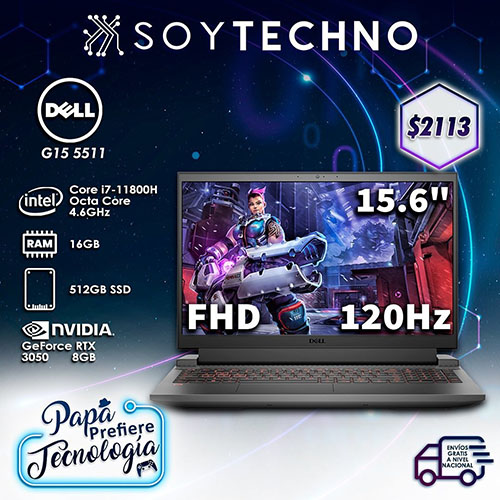 SOYTECHNO
DELL
G15 5511
$2113
intel
Core i7-11800H
Octa Core
4.6GHz
RAM
16GB
512GB SSD
NVIDIA.
GeForce RTX
3050 8GB
15.6"
FHD
120Hz
DELL
Papá
Prefiere
Tecnología
ENVÍOS
GRATIS
A NIVEL
NACIONAL